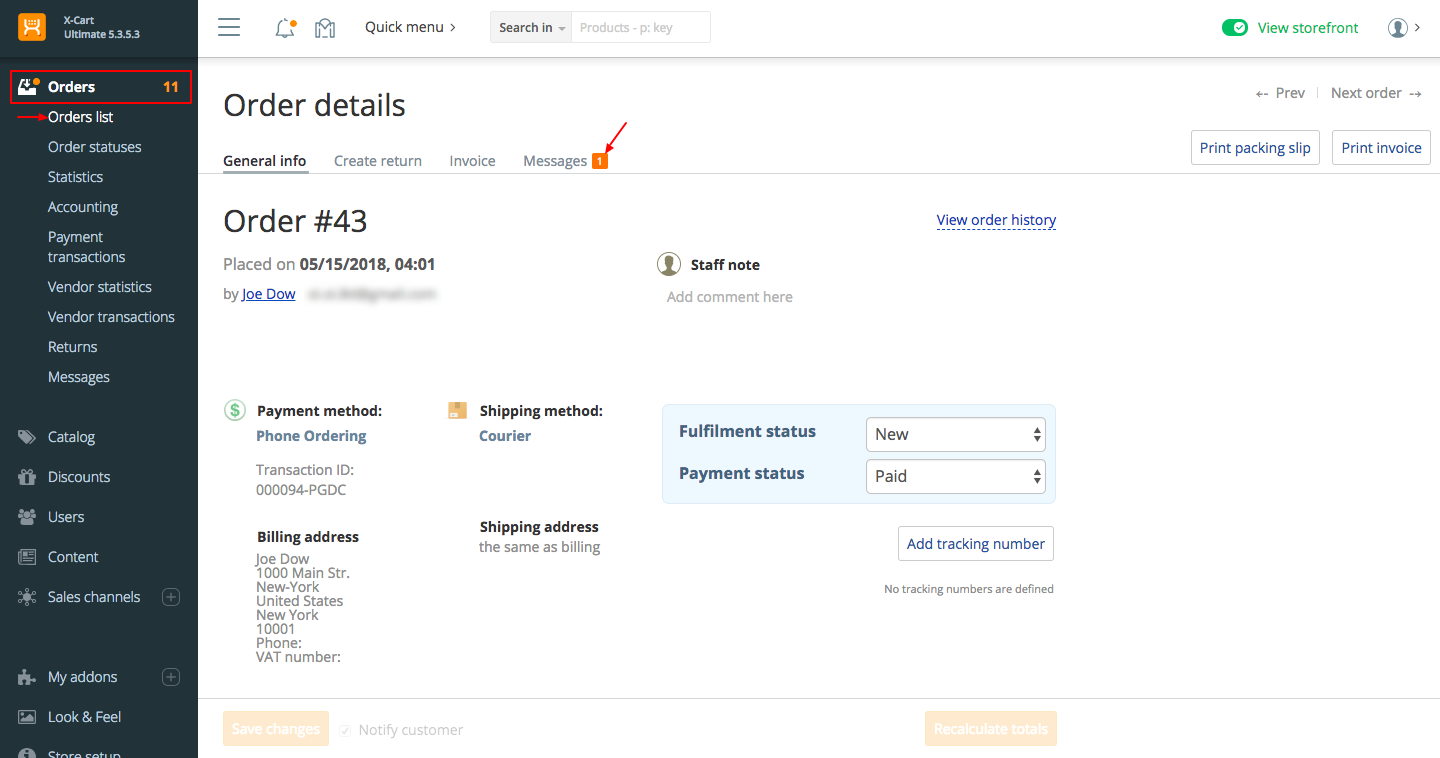 X-Cart
Ultimate 5.3.5.3
Quick menu
Search in
Products - p: key
View storefront
Orders 11
Orders list
Order statuses
Statistics
Accounting
Payment
transactions
Vendor statistics
Vendor transactions
Returns
Messages
Catalog
Discounts
Users
Content
Sales channels
My addons
Look & Feel
Store setup
Order details
Prev
Next order
General info
Create return
Invoice
Messages 1
Print packing slip
Print invoice
Order #43
View order history
Placed on 05/15/2018, 04:01
by Joe Dow
Staff note
Add comment here
Payment method:
Phone Ordering
Transaction ID:
000094-PGDC
Shipping method:
Courier
Fulfilment status New
Payment status Paid
Billing address
Joe Dow
1000 Main Str.
New-York
United States
New York
10001
Phone:
VAT number:
Shipping address
the same as billing
Add tracking number
No tracking numbers are defined
Save changes
Notify customer
Recalculate totals